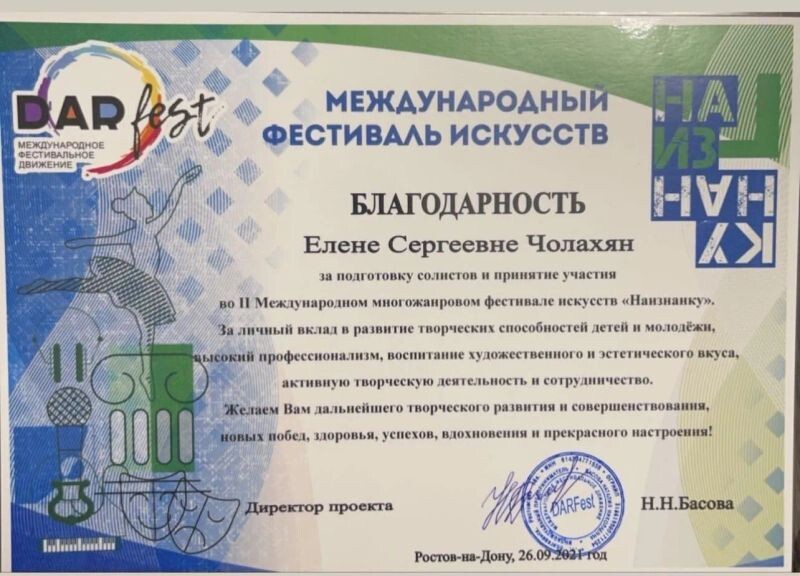 DAR fest
МЕЖДУНАРОДНОЕ
ФЕСТИВАЛЬНОЕ
ДВИЖЕНИЕ
МЕЖДУНАРОДНЫЙ
ФЕСТИВАЛЬ ИСКУССТВ
НА
ИЗ
НАН
КУ
БЛАГОДАРНОСТЬ
Елене Сергеевне Чолахян
за подготовку солистов и принятие участия
во II Международном многожанровом фестивале искусств «Наизнанку».
За личный вклад в развитие творческих способностей детей и молодёжи,
высокий профессионализм, воспитание художественного и эстетического вкуса,
активную творческую деятельность и сотрудничество.
Желаем Вам дальнейшего творческого развития и совершенствования,
новых побед, здоровья, успехов, вдохновения и прекрасного настроения!
Директор проекта
DARFest
Н.Н.Басова
Ростов-на-Дону, 26.09.2021 год